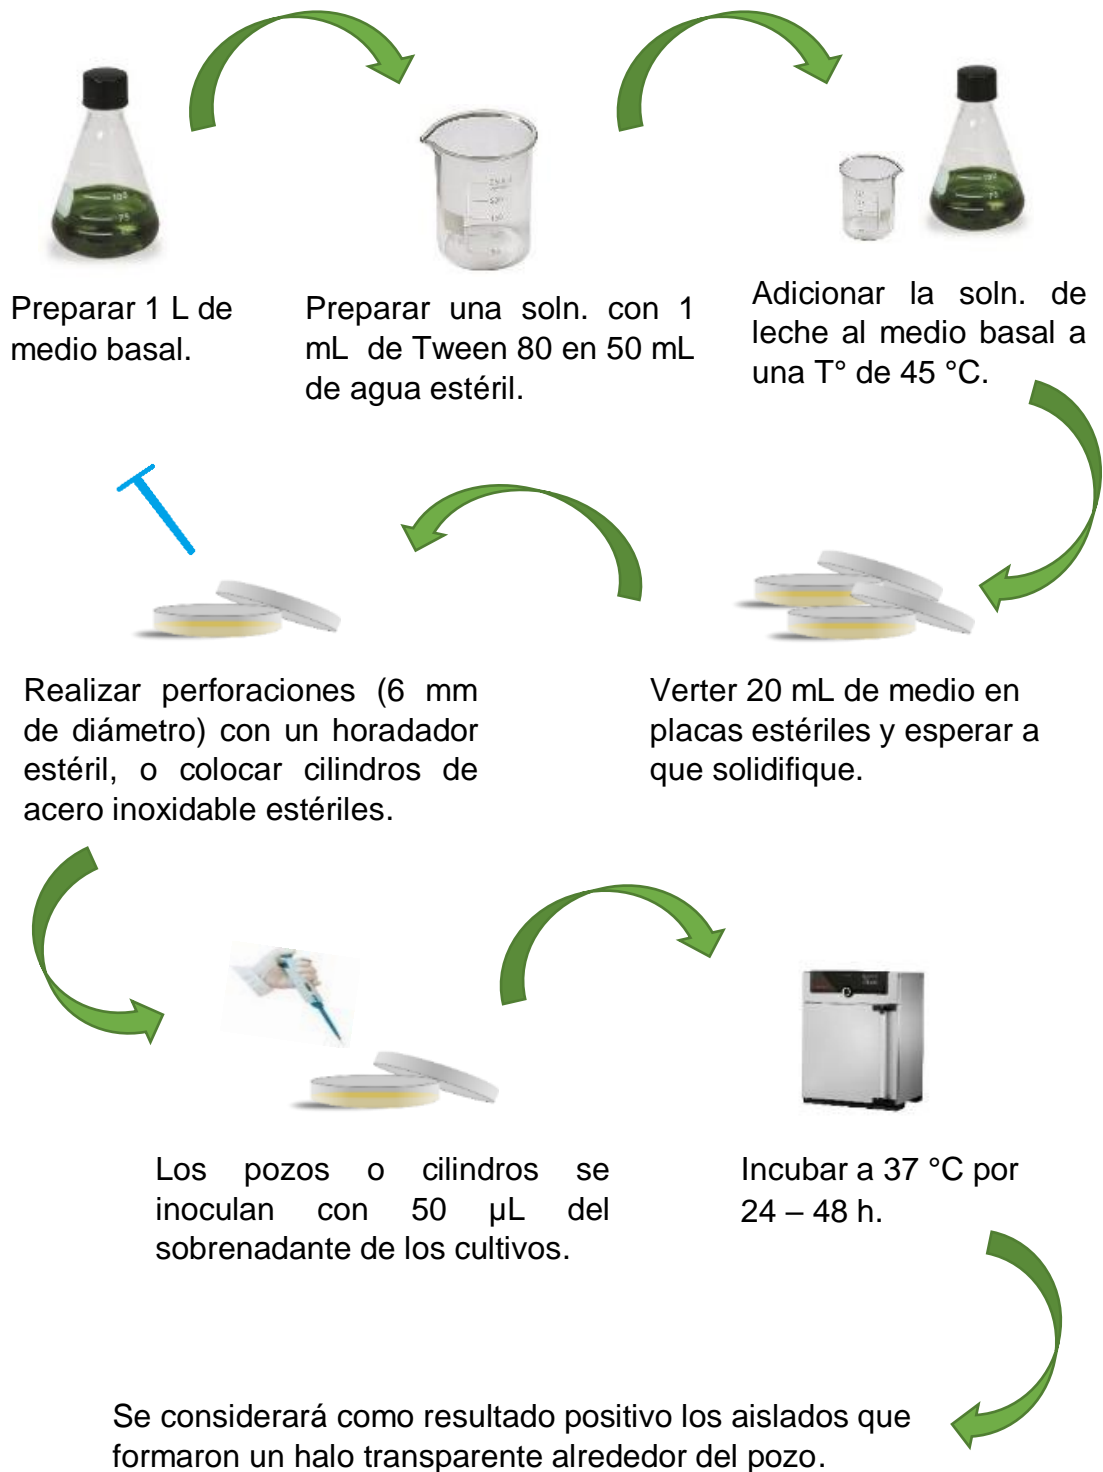 Preparar 1 L de
medio basal.
Preparar una soln. con 1
mL de Tween 80 en 50 mL
de agua estéril.
Adicionar la soln. de
leche al medio basal a
una T° de 45 °C.
Realizar perforaciones (6 mm
de diámetro) con un horadador
estéril, o colocar cilindros de
acero inoxidable estériles.
Verter 20 mL de medio en
placas estériles y esperar a
que solidifique.
Los pozos o cilindros se
inoculan con 50 µL del
sobrenadante de los cultivos.
Incubar a 37 °C por
24 – 48 h.
Se considerará como resultado positivo los aislados que
formaron un halo transparente alrededor del pozo.